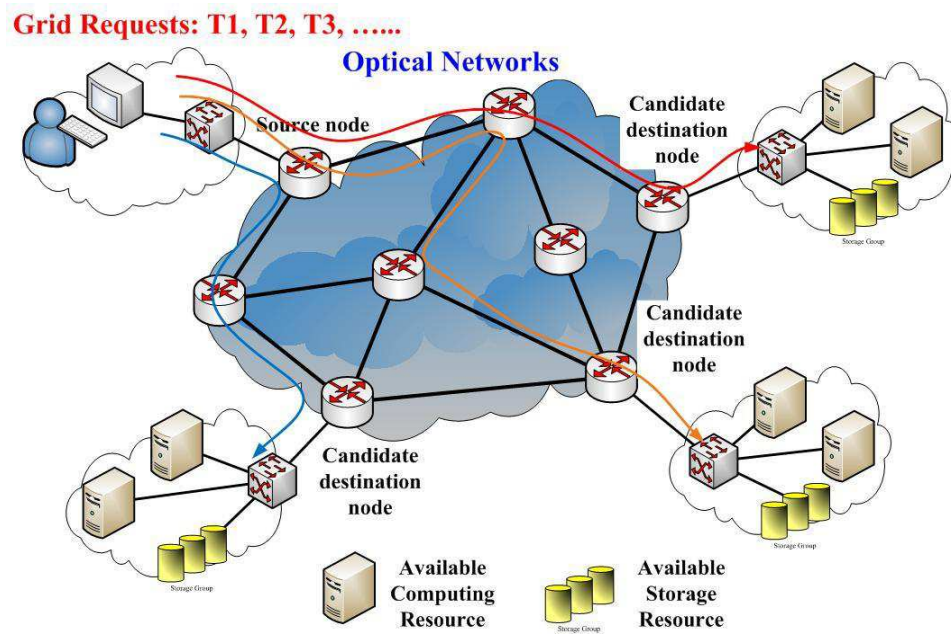 Grid Requests: T1, T2, T3, …...
Optical Networks
Source node
Candidate
destination
node
Storage Group
Candidate
destination
node
Candidate
destination
node
Storage Group
Storage Group
Available
Computing
Resource
Available
Storage
Resource
Storage Group